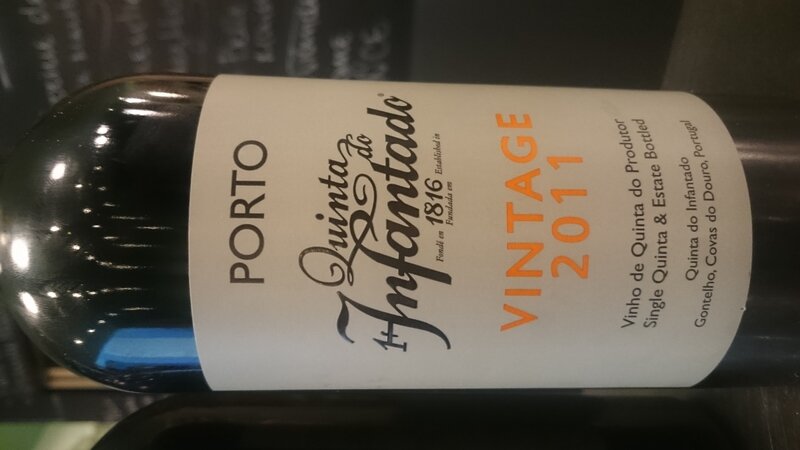 PORTO
Quinta do
Infantado®
Fondé en 1816 Established in
Fundada em
VINTAGE
2011
Vinho de Quinta do Produtor
Single Quinta & Estate Bottled
Quinta do Infantado
Gontelho, Covas do Douro, Portugal